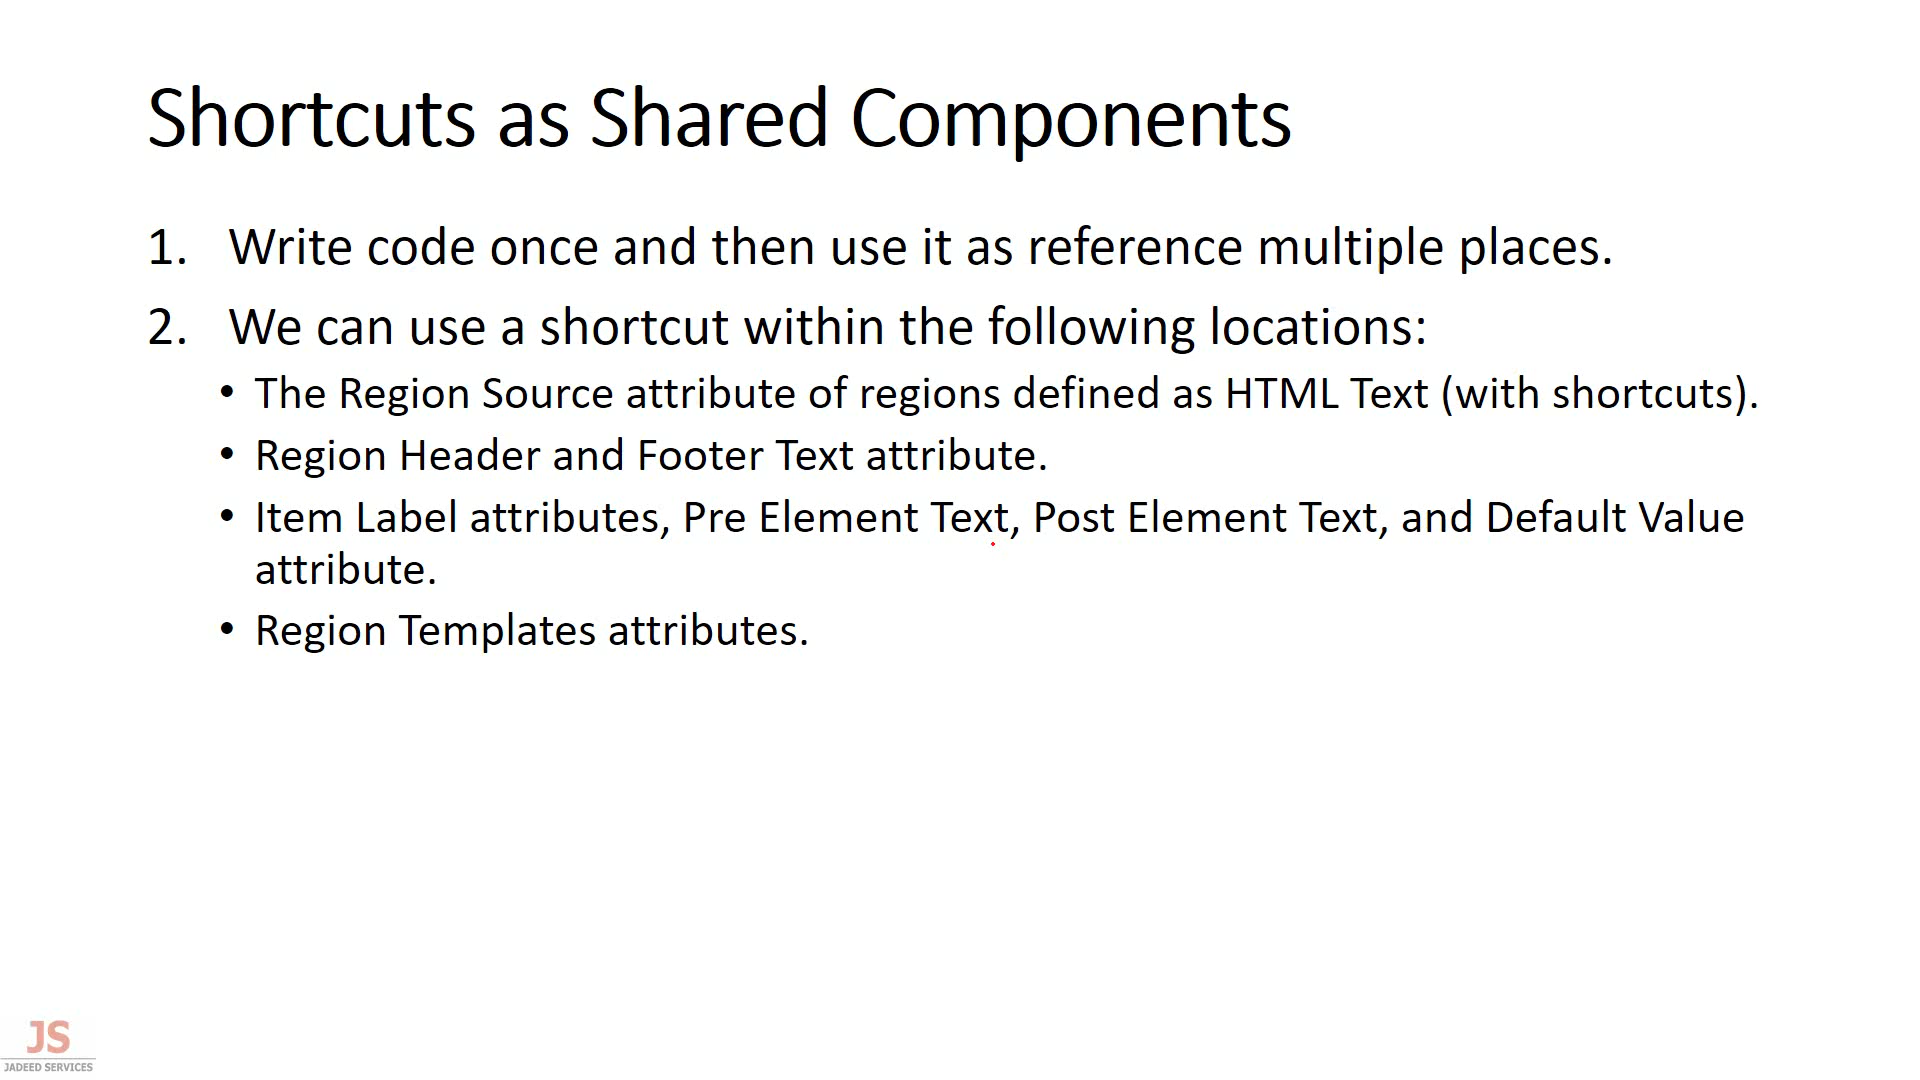 Shortcuts as Shared Components
1. Write code once and then use it as reference multiple places.
2. We can use a shortcut within the following locations:
• The Region Source attribute of regions defined as HTML Text (with shortcuts).
• Region Header and Footer Text attribute.
• Item Label attributes, Pre Element Text, Post Element Text, and Default Value
attribute.
• Region Templates attributes.
JS
JADEED SERVICES